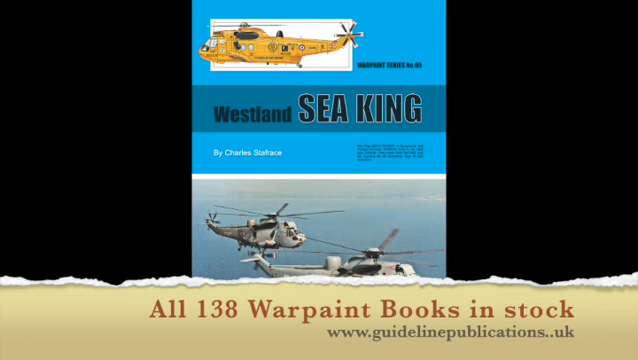 WARPAINT SERIES No.99
Westland SEA KING
By Charles Stafrace
All 138 Warpaint Books in stock
www.guidelinepublications..uk